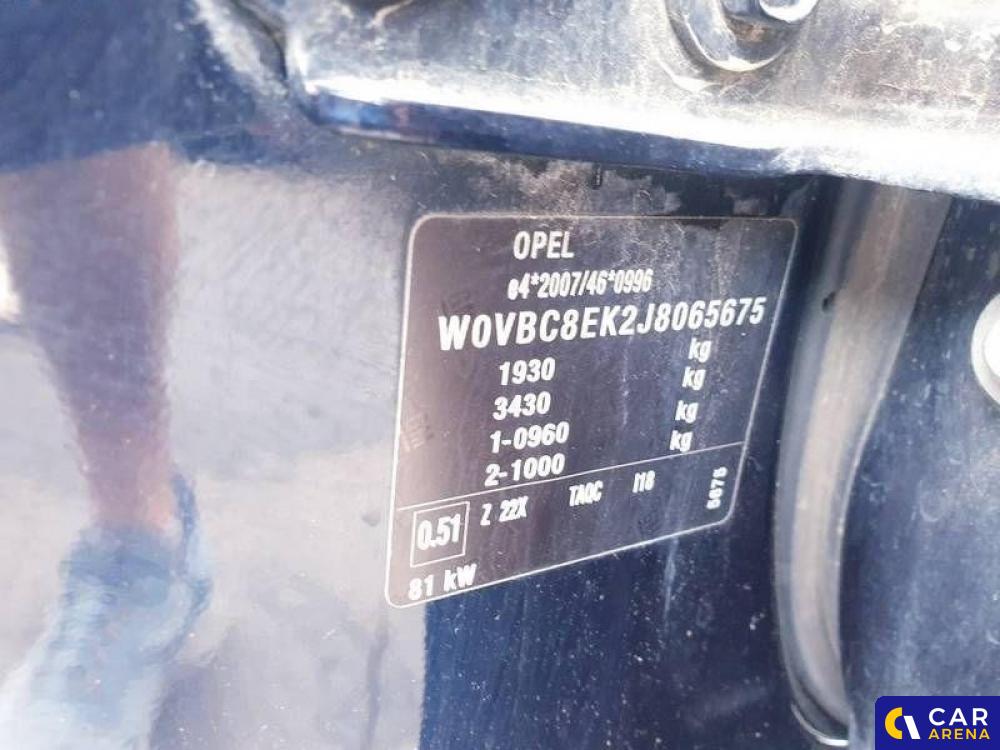 OPEL
e4*2007/46*0996
W0VBC8EK2J8065675
1930 kg
3430 kg
1-0960 kg
2-1000 kg
0.51 Z 22X TAQC I18 5675
81 kW
CAR
ARENA